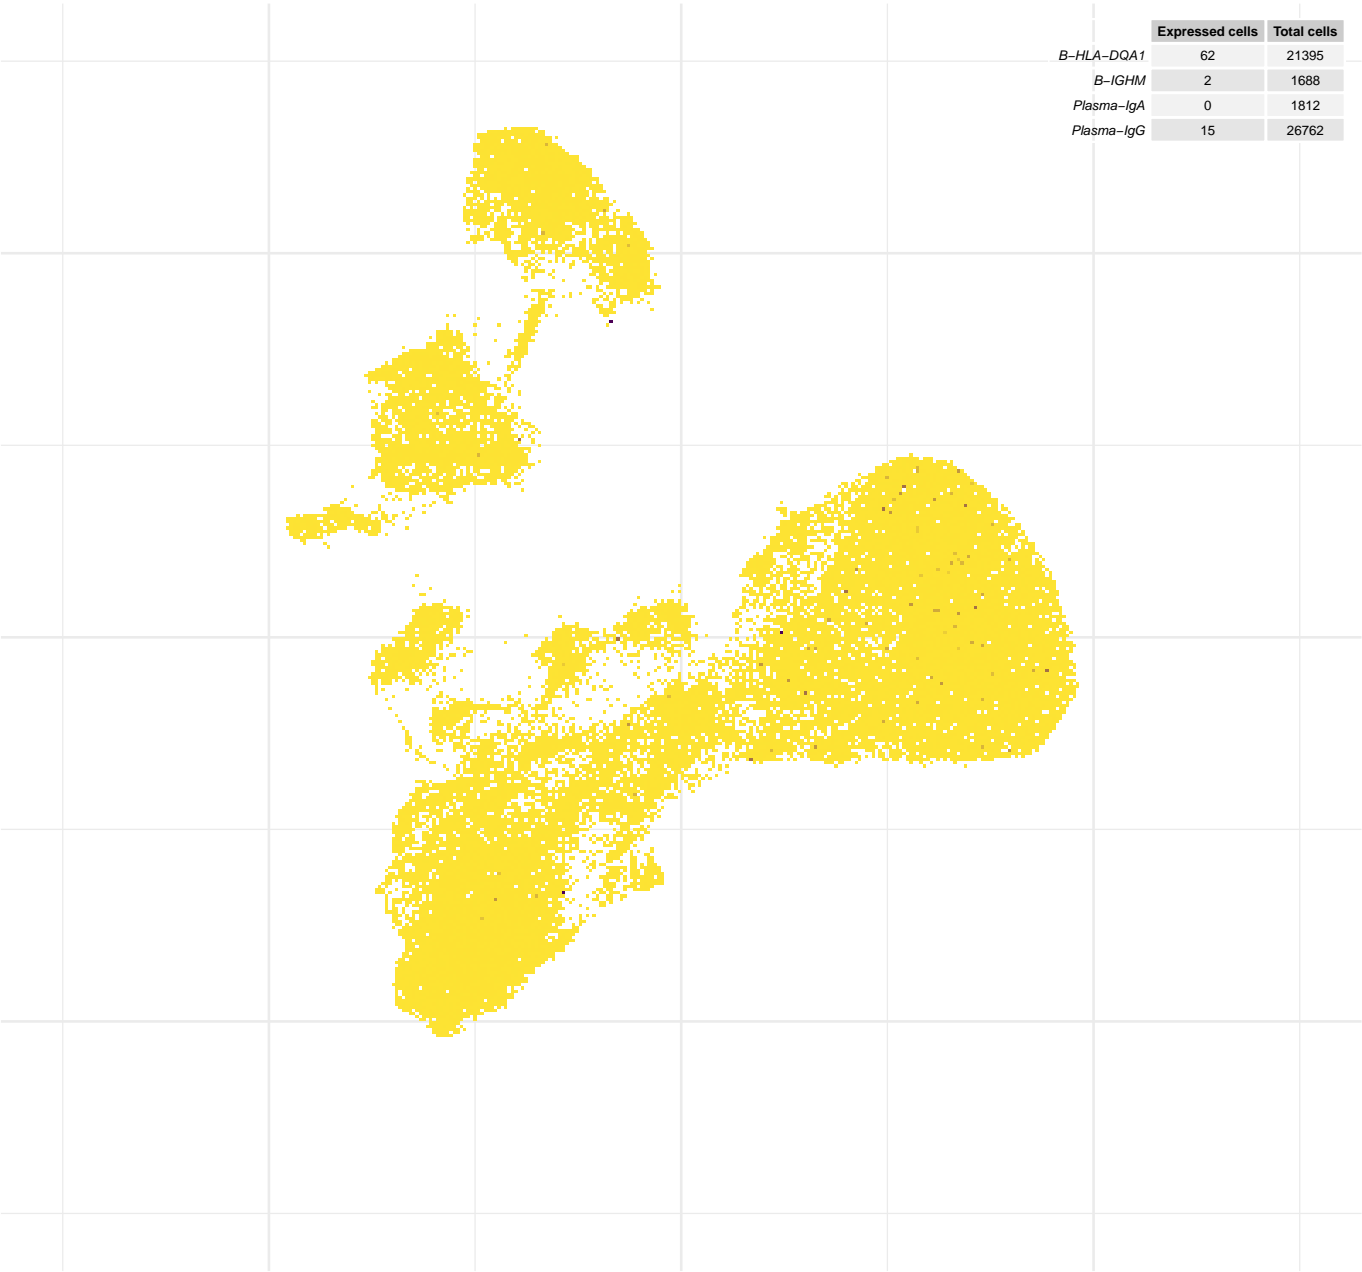 Expressed cells Total cells
B−HLA−DQA1 62 21395
B−IGHM 2 1688
Plasma−IgA 0 1812
Plasma−IgG 15 26762